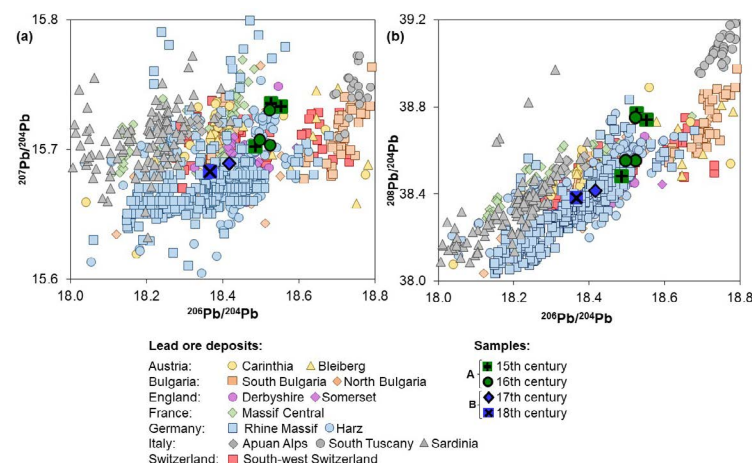 (a)
15.8
15.7
15.6
²⁰⁷Pb/²⁰⁴Pb
18.0 18.2 18.4 18.6 18.8
²⁰⁶Pb/²⁰⁴Pb
(b)
39.2
38.8
38.4
38.0
²⁰⁸Pb/²⁰⁴Pb
18.0 18.2 18.4 18.6 18.8
²⁰⁶Pb/²⁰⁴Pb
Lead ore deposits:
Austria: Carinthia Bleiberg
Bulgaria: South Bulgaria North Bulgaria
England: Derbyshire Somerset
France: Massif Central
Germany: Rhine Massif Harz
Italy: Apuan Alps South Tuscany Sardinia
Switzerland: South-west Switzerland
Samples:
A
15th century
16th century
B
17th century
18th century